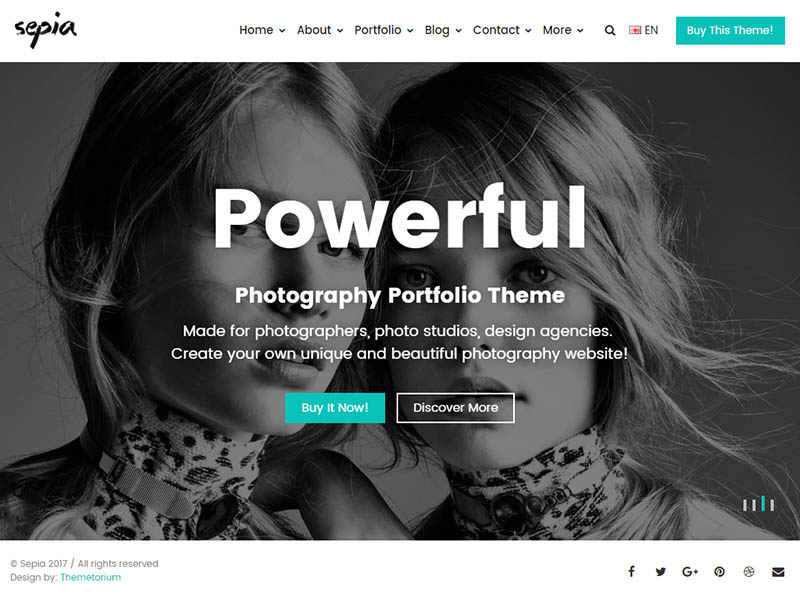 sepia
Home About Portfolio Blog Contact More EN Buy This Theme!
Powerful
Photography Portfolio Theme
Made for photographers, photo studios, design agencies.
Create your own unique and beautiful photography website!
Buy It Now! Discover More
© Sepia 2017 / All rights reserved
Design by: Themetorium